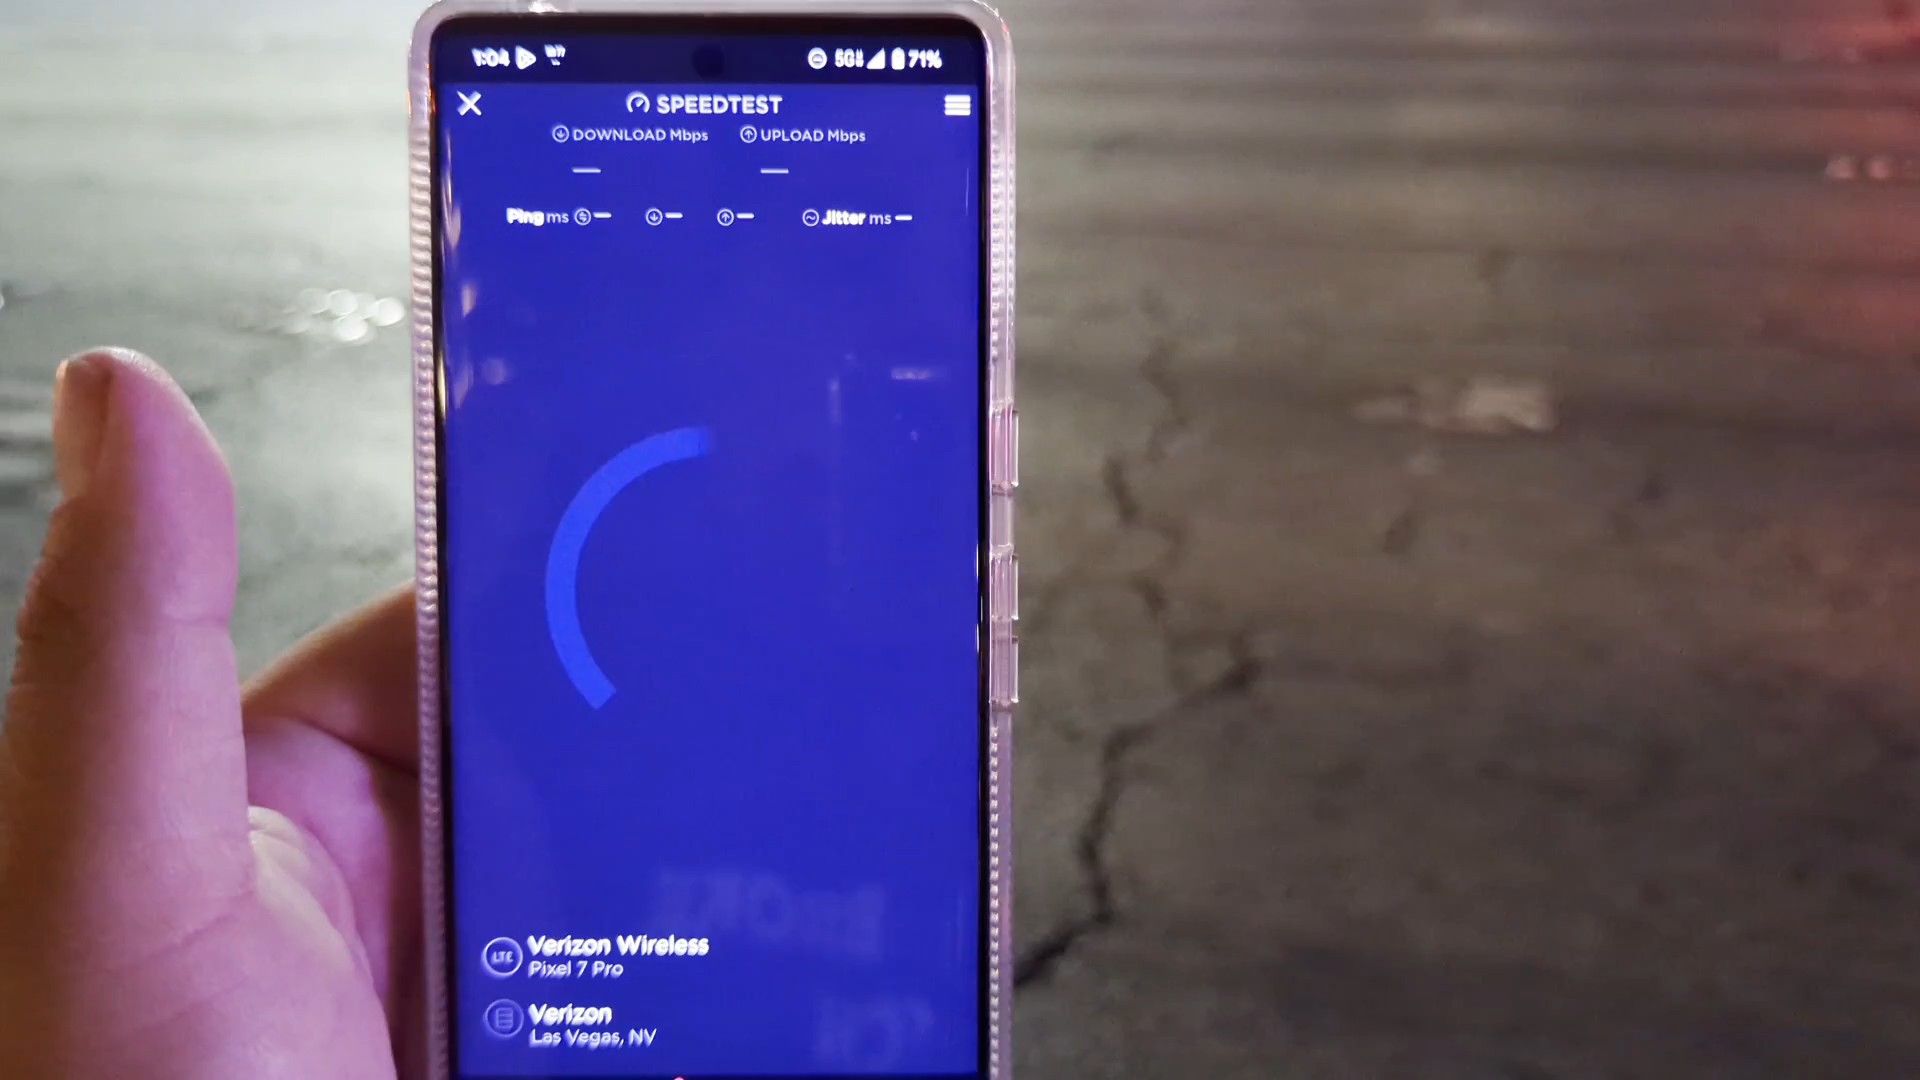 1:04 5G 71%
SPEEDTEST
DOWNLOAD Mbps UPLOAD Mbps
— —
Ping ms — — — Jitter ms —
LTE Verizon Wireless
Pixel 7 Pro
Verizon
Las Vegas, NV